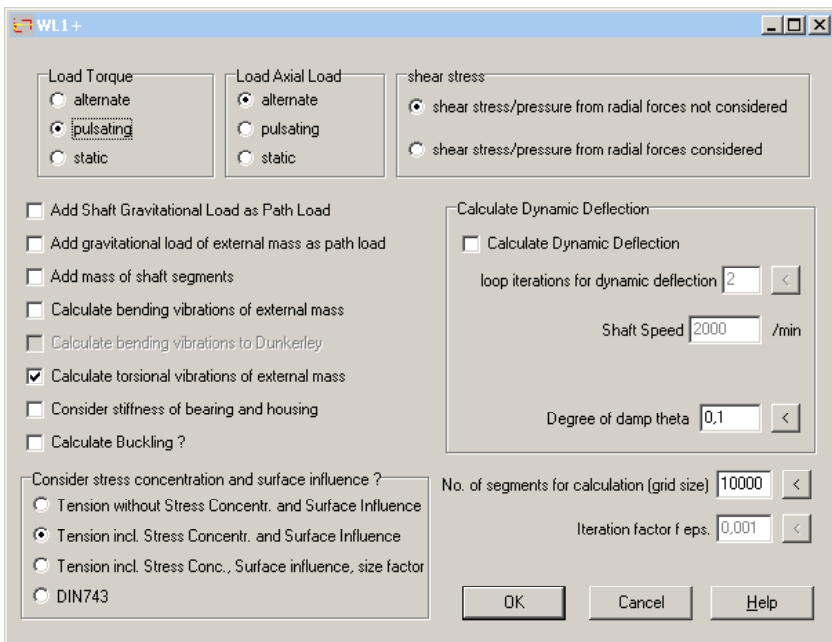 WL1+
Load Torque
alternate
pulsating
static
Load Axial Load
alternate
pulsating
static
shear stress
shear stress/pressure from radial forces not considered
shear stress/pressure from radial forces considered
Add Shaft Gravitational Load as Path Load
Add gravitational load of external mass as path load
Add mass of shaft segments
Calculate bending vibrations of external mass
Calculate bending vibrations to Dunkerley
Calculate torsional vibrations of external mass
Consider stiffness of bearing and housing
Calculate Buckling ?
Calculate Dynamic Deflection
Calculate Dynamic Deflection
loop iterations for dynamic deflection 2 <
Shaft Speed 2000 /min
Degree of damp theta 0,1 <
Consider stress concentration and surface influence ?
Tension without Stress Concentr. and Surface Influence
Tension incl. Stress Concentr. and Surface Influence
Tension incl. Stress Conc., Surface influence, size factor
DIN743
No. of segments for calculation (grid size) 10000 <
Iteration factor f eps. 0,001 <
OK
Cancel
Help